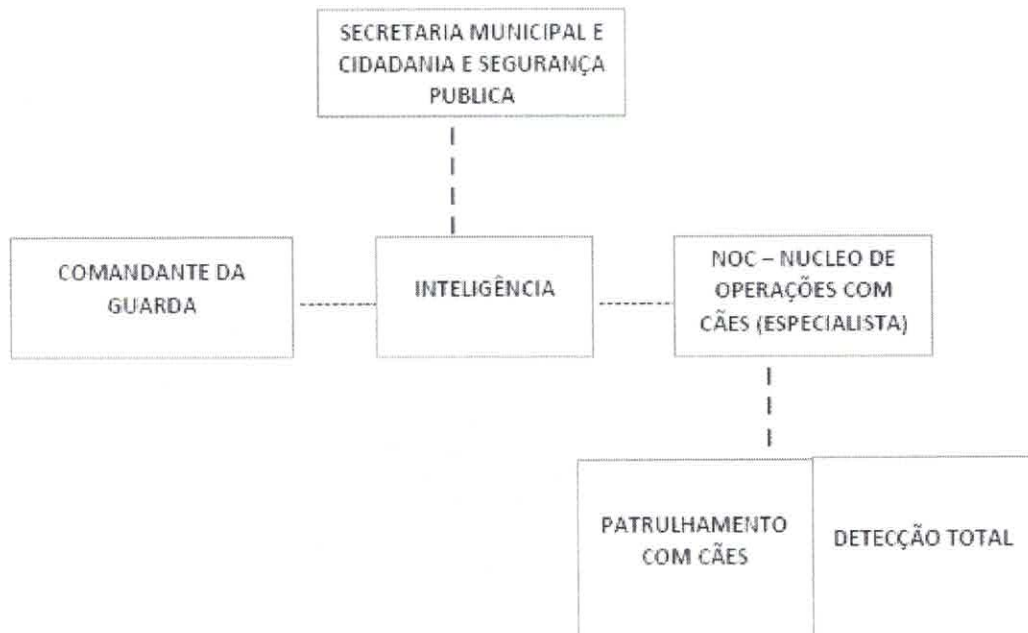 SECRETARIA MUNICIPAL E
CIDADANIA E SEGURANÇA
PUBLICA
COMANDANTE DA
GUARDA
INTELIGÊNCIA
NOC – NUCLEO DE
OPERAÇÕES COM
CÃES (ESPECIALISTA)
PATRULHAMENTO
COM CÃES
DETECÇÃO TOTAL